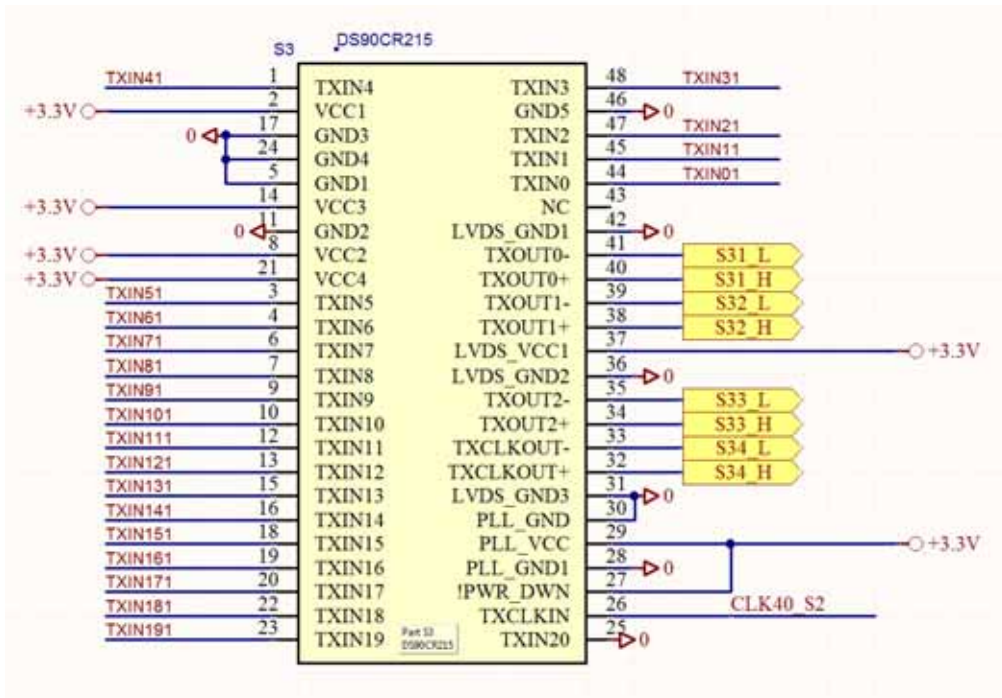 S3 DS90CR215
TXIN41 1 TXIN4 TXIN3 48 TXIN31
+3.3V 2 VCC1 GND5 46 0
0 17 GND3 TXIN2 47 TXIN21
24 GND4 TXIN1 45 TXIN11
5 GND1 TXIN0 44 TXIN01
+3.3V 14 VCC3 NC 43
0 11 GND2 LVDS_GND1 42 0
+3.3V 8 VCC2 TXOUT0- 41 S31_L
+3.3V 21 VCC4 TXOUT0+ 40 S31_H
TXIN51 3 TXIN5 TXOUT1- 39 S32_L
TXIN61 4 TXIN6 TXOUT1+ 38 S32_H
TXIN71 6 TXIN7 LVDS_VCC1 37 +3.3V
TXIN81 7 TXIN8 LVDS_GND2 36 0
TXIN91 9 TXIN9 TXOUT2- 35 S33_L
TXIN101 10 TXIN10 TXOUT2+ 34 S33_H
TXIN111 12 TXIN11 TXCLKOUT- 33 S34_L
TXIN121 13 TXIN12 TXCLKOUT+ 32 S34_H
TXIN131 15 TXIN13 LVDS_GND3 31 0
TXIN141 16 TXIN14 PLL_GND 30
TXIN151 18 TXIN15 PLL_VCC 29 +3.3V
TXIN161 19 TXIN16 PLL_GND1 28 0
TXIN171 20 TXIN17 !PWR_DWN 27
TXIN181 22 TXIN18 TXCLKIN 26 CLK40_S2
TXIN191 23 TXIN19 TXIN20 25 0
Part S3
DS90CR215